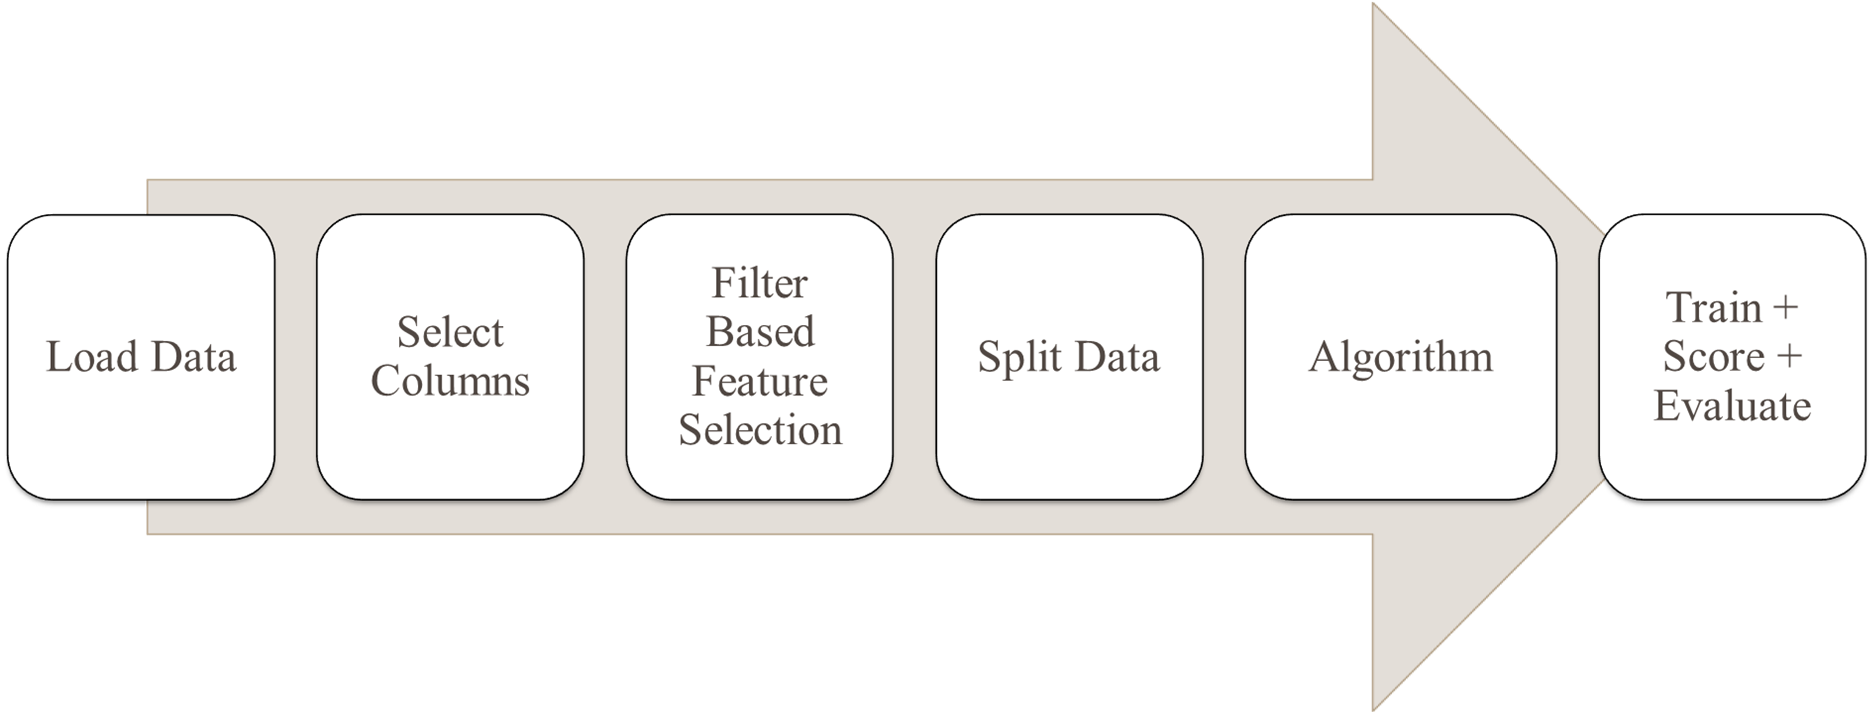 Load Data
Select
Columns
Filter
Based
Feature
Selection
Split Data
Algorithm
Train +
Score +
Evaluate